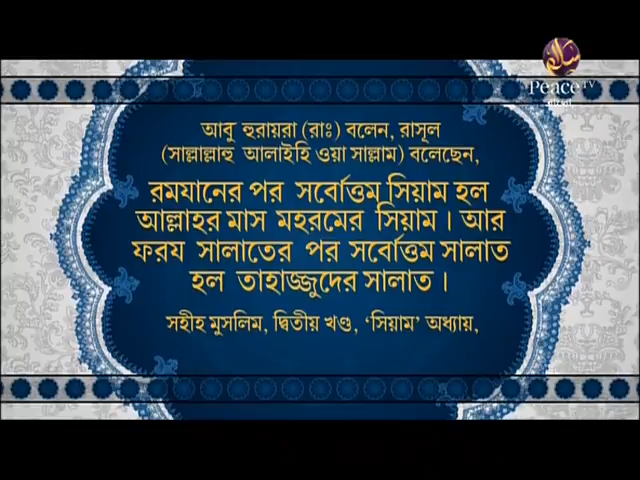 سلام
Peace TV
বাংলা
আবু হুরায়রা (রাঃ) বলেন, রাসূল
(সাল্লাল্লাহু আলাইহি ওয়া সাল্লাম) বলেছেন,
রমযানের পর সর্বোত্তম সিয়াম হল
আল্লাহর মাস মহরমের সিয়াম। আর
ফরয সালাতের পর সর্বোত্তম সালাত
হল তাহাজ্জুদের সালাত।
সহীহ মুসলিম, দ্বিতীয় খণ্ড, ‘সিয়াম’ অধ্যায়,